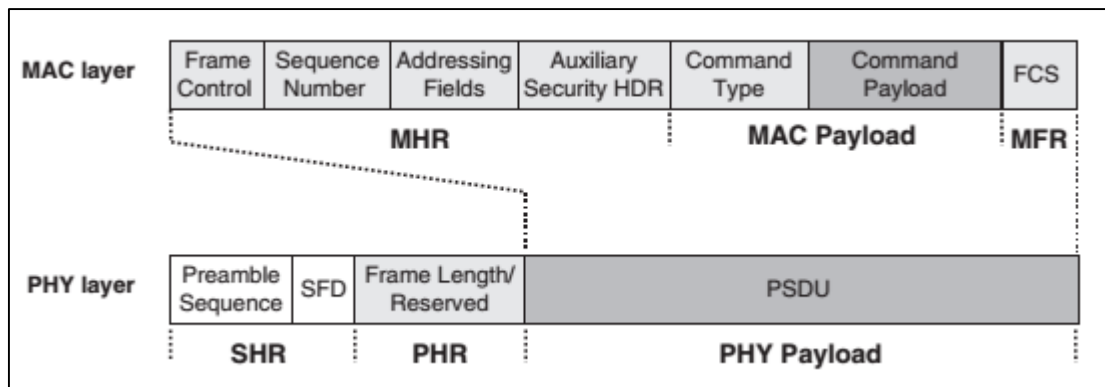 MAC layer
Frame Control
Sequence Number
Addressing Fields
Auxiliary Security HDR
Command Type
Command Payload
FCS
MHR
MAC Payload
MFR
PHY layer
Preamble Sequence
SFD
Frame Length/
Reserved
PSDU
SHR
PHR
PHY Payload